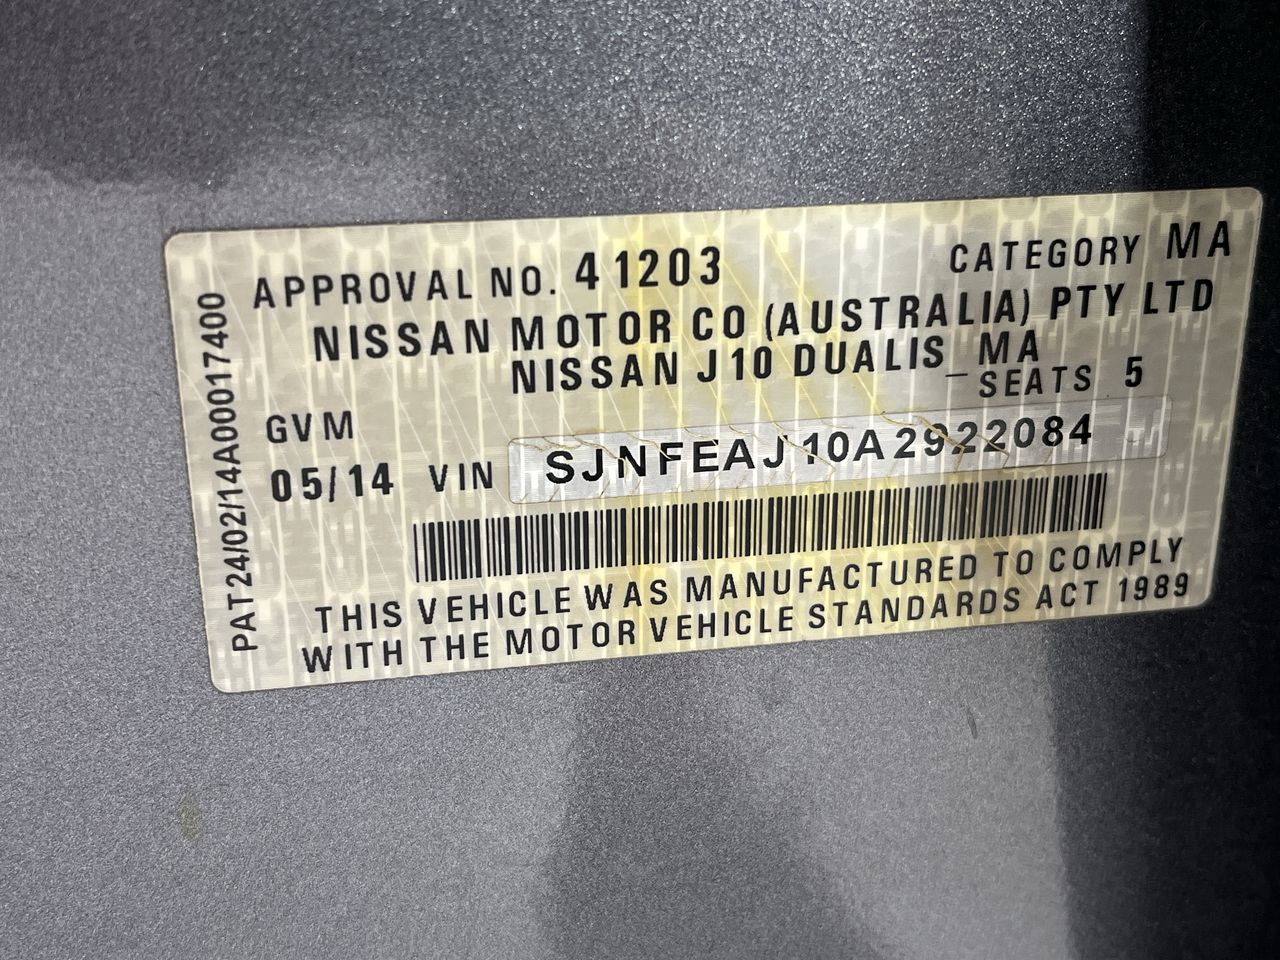 APPROVAL NO. 41203 CATEGORY MA
NISSAN MOTOR CO (AUSTRALIA) PTY LTD
NISSAN J10 DUALIS_MA
SEATS 5
GVM
05/14 VIN SJNFEAJ10A2922084
THIS VEHICLE WAS MANUFACTURED TO COMPLY
WITH THE MOTOR VEHICLE STANDARDS ACT 1989
PAT24/02/14A00017400